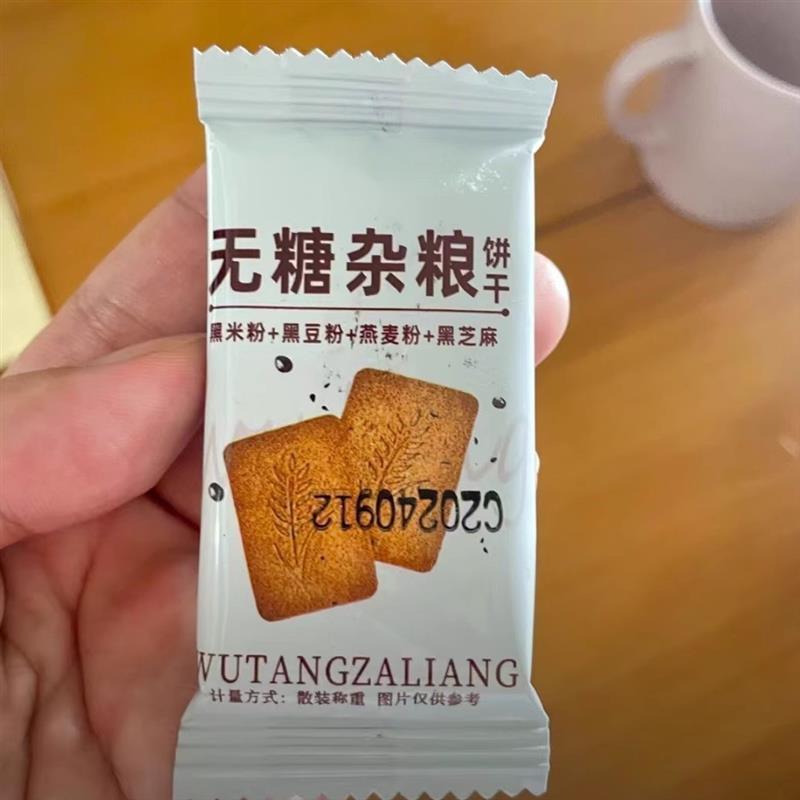 无糖杂粮饼干
黑米粉+黑豆粉+燕麦粉+黑芝麻
C20240912
WUTANGZALIANG
计量方式：散装称重 图片仅供参考